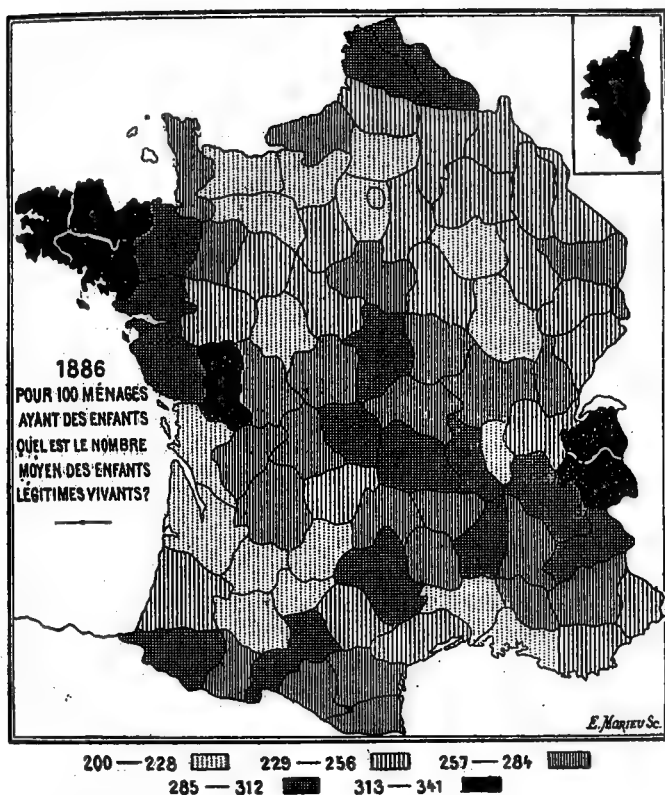 1886
POUR 100 MÉNAGES
AYANT DES ENFANTS
QUEL EST LE NOMBRE
MOYEN DES ENFANTS
LÉGITIMES VIVANTS?
E. MORIEU Sc.
200 — 228 229 — 256 257 — 284
285 — 312 313 — 341